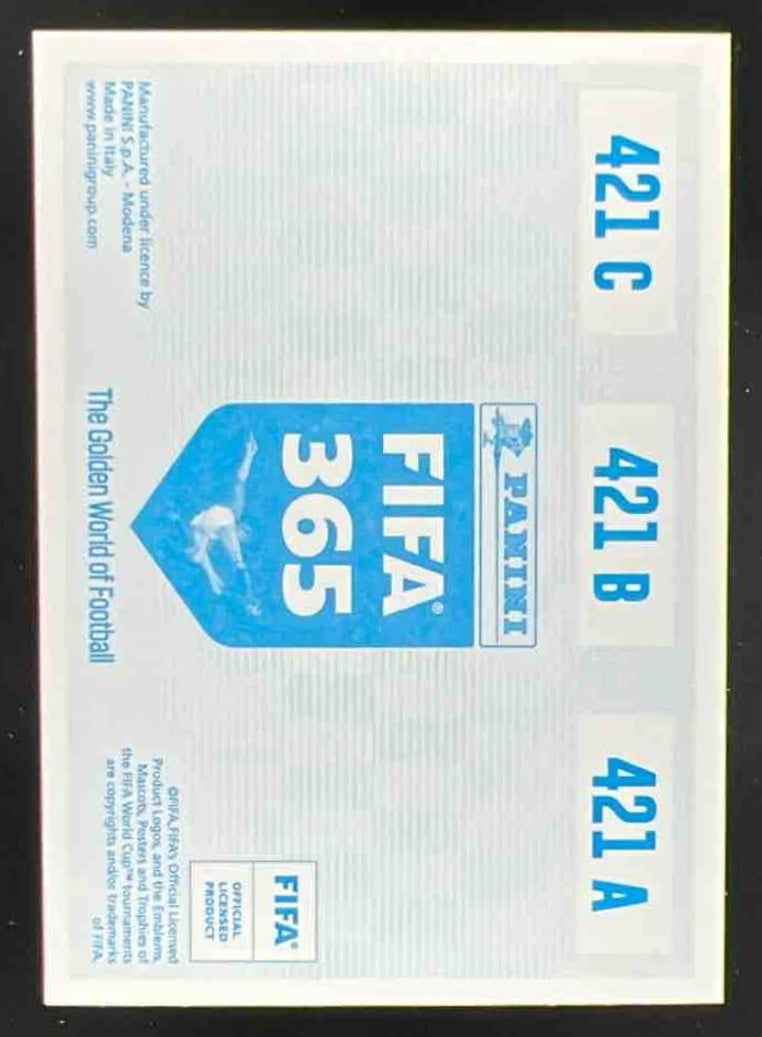 421 C
421 B
421 A
PANINI
FIFA®
365
Manufactured under licence by
PANINI S.p.A. - Modena
Made in Italy
www.paninigroup.com
The Golden World of Football
FIFA®
OFFICIAL
LICENSED
PRODUCT
©FIFA, FIFA's Official Licensed
Product Logos, and the Emblems,
Mascots, Posters and Trophies of
the FIFA World Cup™ tournaments
are copyrights and/or trademarks
of FIFA.